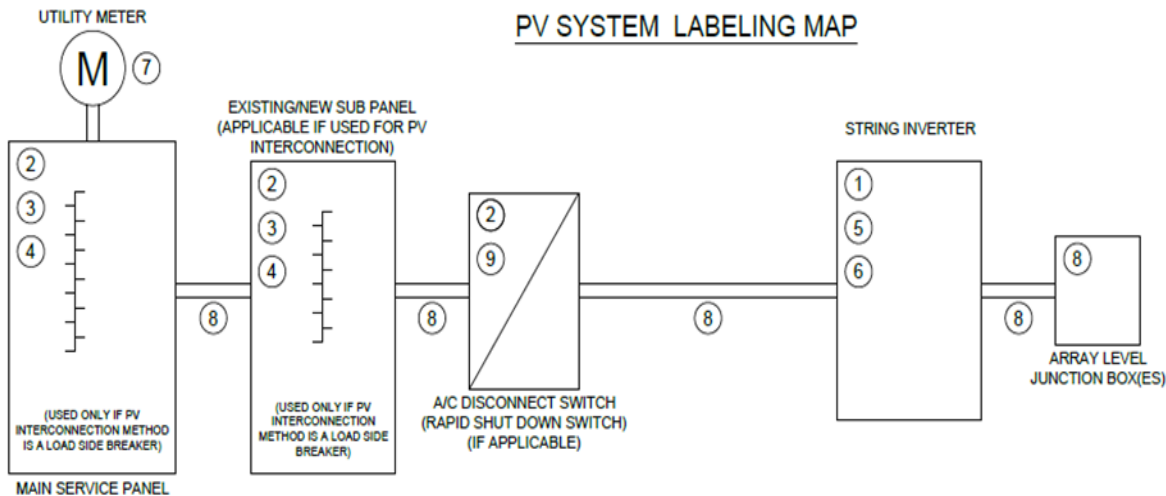 UTILITY METER
PV SYSTEM LABELING MAP
M
7
EXISTING/NEW SUB PANEL
(APPLICABLE IF USED FOR PV
INTERCONNECTION)
STRING INVERTER
2
3
4
2
3
4
2
9
1
5
6
8
8
8
8
8
(USED ONLY IF PV
INTERCONNECTION METHOD
IS A LOAD SIDE BREAKER)
(USED ONLY IF PV
INTERCONNECTION
METHOD IS A LOAD SIDE
BREAKER)
A/C DISCONNECT SWITCH
(RAPID SHUT DOWN SWITCH)
(IF APPLICABLE)
ARRAY LEVEL
JUNCTION BOX(ES)
MAIN SERVICE PANEL